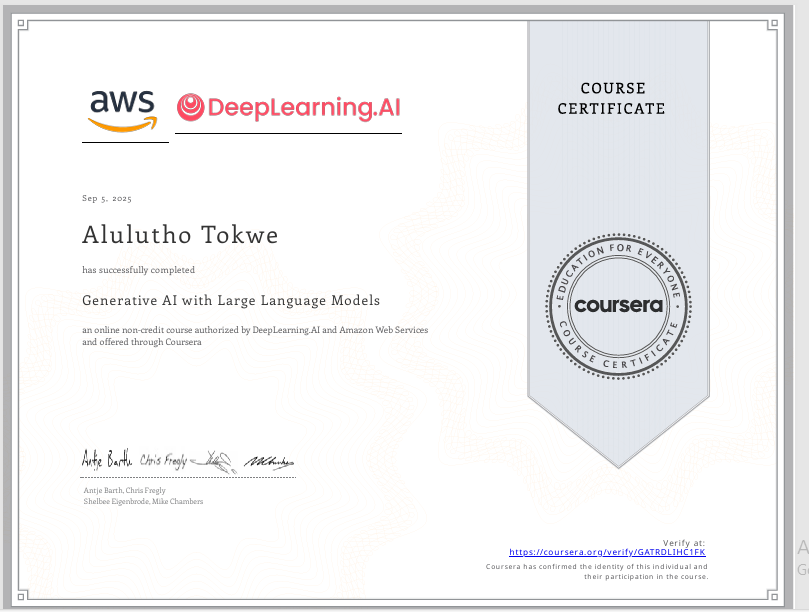 aws
DeepLearning.AI
COURSE
CERTIFICATE
Sep 5, 2025
Alulutho Tokwe
has successfully completed
Generative AI with Large Language Models
an online non-credit course authorized by DeepLearning.AI and Amazon Web Services
and offered through Coursera
EDUCATION FOR EVERYONE
coursera
COURSE CERTIFICATE
Antje Barth Chris Fregly
Antje Barth, Chris Fregly
Shelbee Eigenbrode, Mike Chambers
Verify at:
https://coursera.org/verify/GATRDLIHC1FK
Coursera has confirmed the identity of this individual and
their participation in the course.